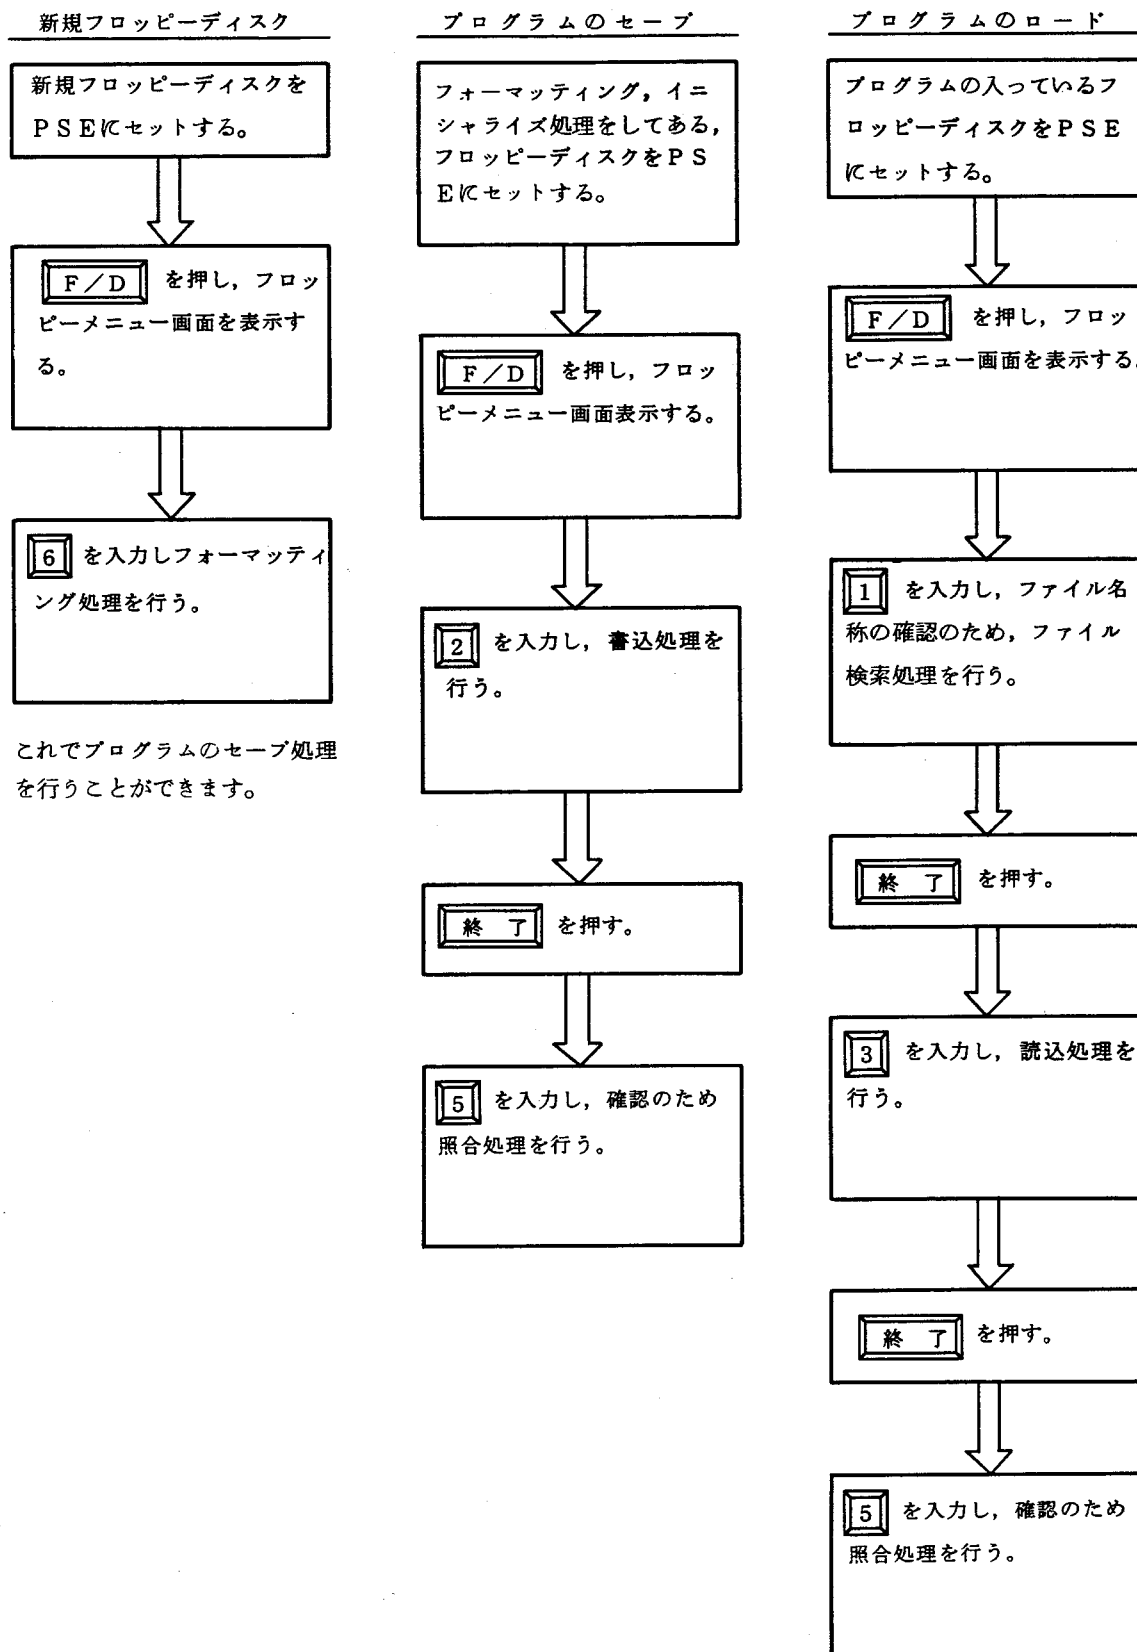 新規フロッピーディスク
新規フロッピーディスクを
PSEにセットする。
F/D を押し，フロッ
ピーメニュー画面を表示す
る。
6 を入力しフォーマッティ
ング処理を行う。
これでプログラムのセーブ処理
を行うことができます。
プログラムのセーブ
フォーマッティング，イニ
シャライズ処理をしてある，
フロッピーディスクをPS
Eにセットする。
F/D を押し，フロッ
ピーメニュー画面表示する。
2 を入力し，書込処理を
行う。
終 了 を押す。
5 を入力し，確認のため
照合処理を行う。
プログラムのロード
プログラムの入っているフ
ロッピーディスクをPSE
にセットする。
F/D を押し，フロッ
ピーメニュー画面を表示する。
1 を入力し，ファイル名
称の確認のため，ファイル
検索処理を行う。
終 了 を押す。
3 を入力し，読込処理を
行う。
終 了 を押す。
5 を入力し，確認のため
照合処理を行う。